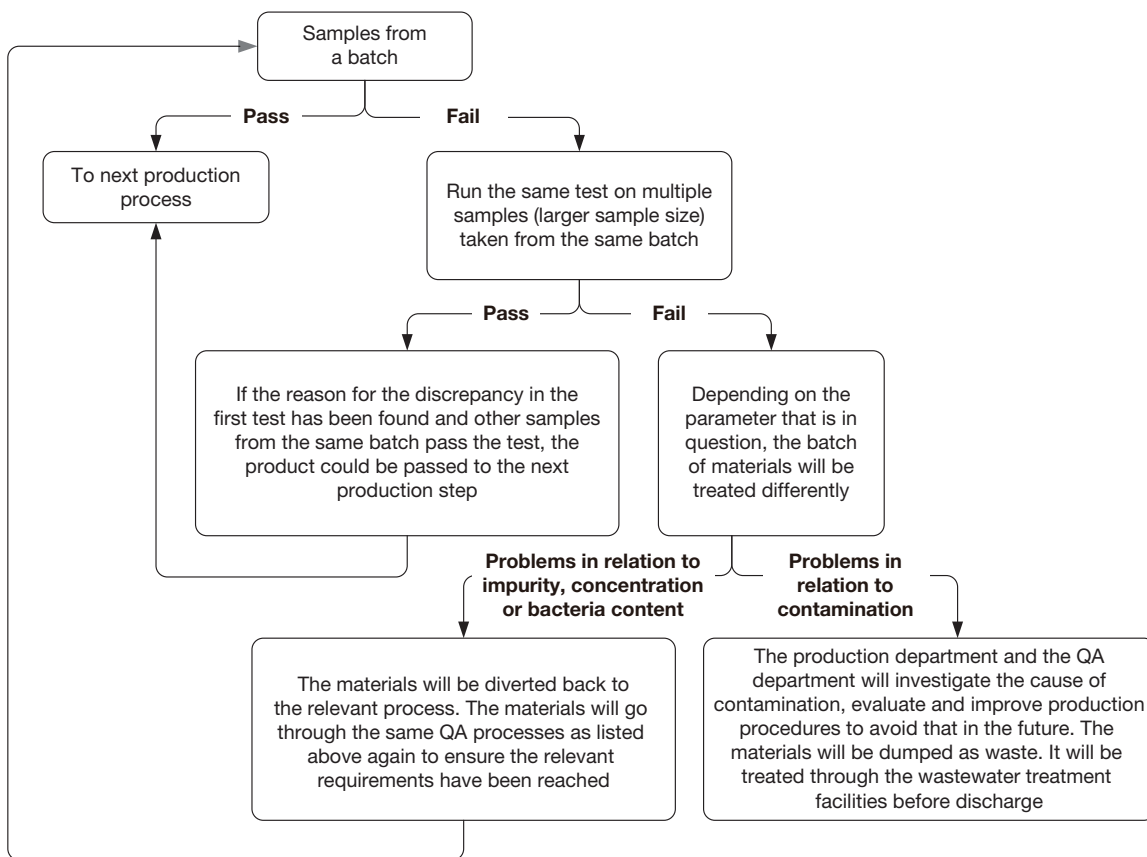 Samples from
a batch
Pass
Fail
To next production
process
Run the same test on multiple
samples (larger sample size)
taken from the same batch
Pass
Fail
If the reason for the discrepancy in the
first test has been found and other samples
from the same batch pass the test, the
product could be passed to the next
production step
Depending on the
parameter that is in
question, the batch
of materials will be
treated differently
Problems in relation to
impurity, concentration
or bacteria content
Problems in
relation to
contamination
The materials will be diverted back to
the relevant process. The materials will go
through the same QA processes as listed
above again to ensure the relevant
requirements have been reached
The production department and the QA
department will investigate the cause of
contamination, evaluate and improve production
procedures to avoid that in the future. The
materials will be dumped as waste. It will be
treated through the wastewater treatment
facilities before discharge